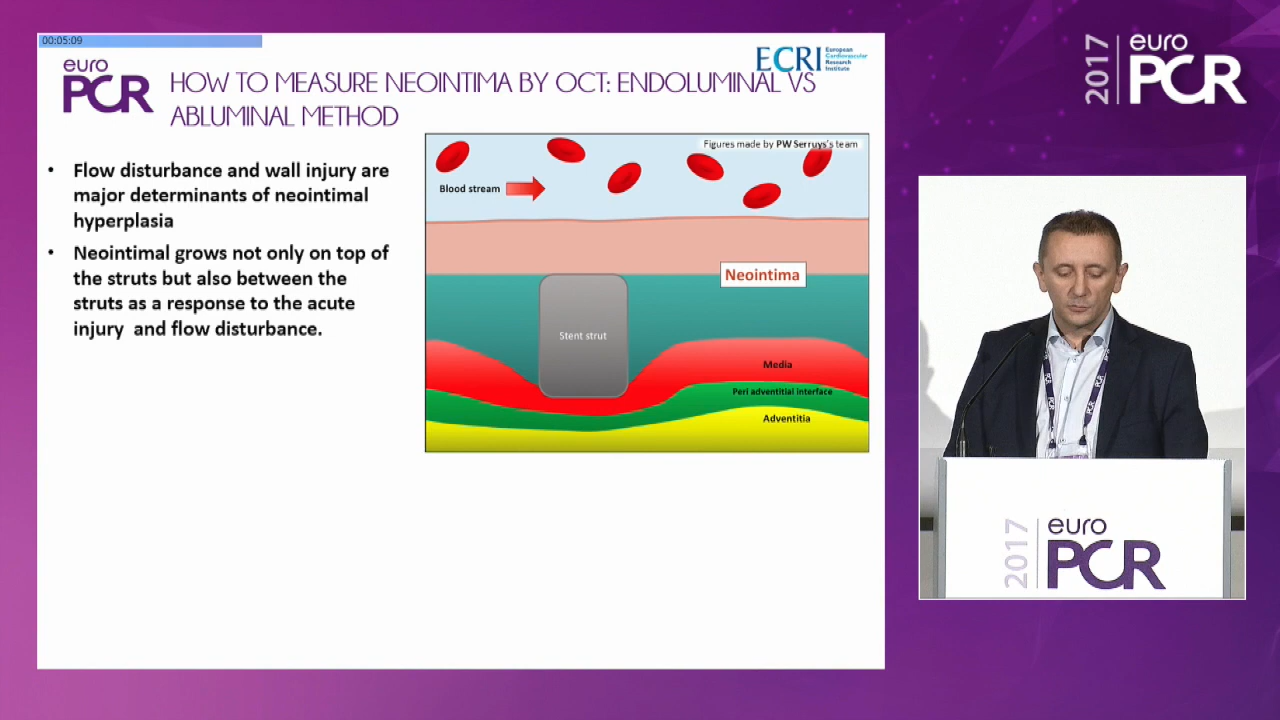 00:05:09
euro
PCR
HOW TO MEASURE NEOINTIMA BY OCT: ENDOLUMINAL VS
ABLUMINAL METHOD
ECRI
European
Cardiovascular
Research
Institute
• Flow disturbance and wall injury are
major determinants of neointimal
hyperplasia
• Neointimal grows not only on top of
the struts but also between the
struts as a response to the acute
injury and flow disturbance.
Figures made by PW Serruys's team
Blood stream
Neointima
Stent strut
Media
Peri adventitial interface
Adventitia
2017
euro
PCR
PCR
2017
euro
PCR